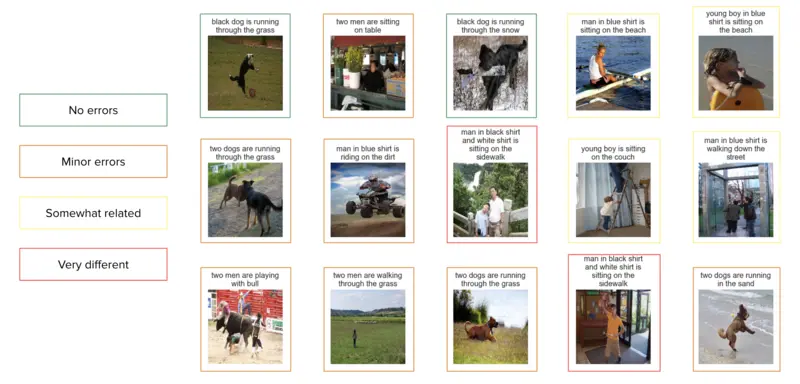 No errors
Minor errors
Somewhat related
Very different
black dog is running
through the grass
two men are sitting
on table
black dog is running
through the snow
man in blue shirt is
sitting on the beach
young boy in blue
shirt is sitting on
the beach
two dogs are running
through the grass
man in blue shirt is
riding on the dirt
man in black shirt
and white shirt is
sitting on the
sidewalk
young boy is sitting
on the couch
man in blue shirt is
walking down the
street
two men are playing
with bull
two men are walking
through the grass
two dogs are running
through the grass
man in black shirt
and white shirt is
sitting on the
sidewalk
two dogs are running
in the sand